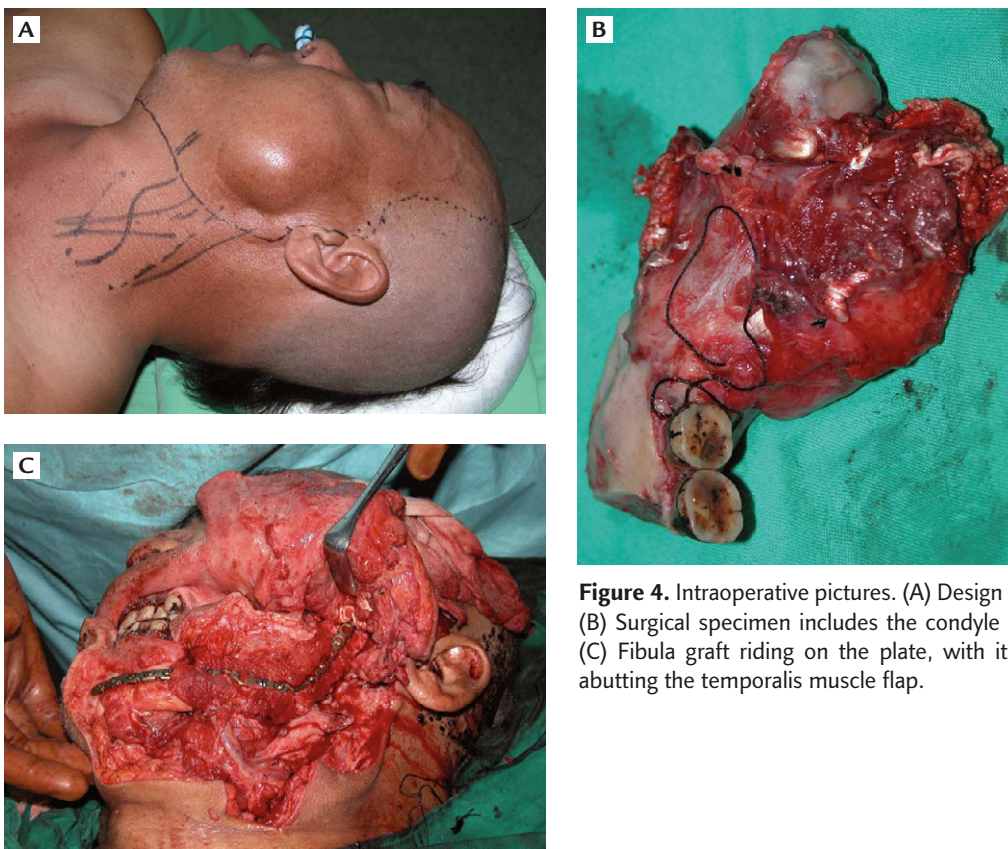 A
B
C
Figure 4. Intraoperative pictures. (A) Design
(B) Surgical specimen includes the condyle
(C) Fibula graft riding on the plate, with it
abutting the temporalis muscle flap.